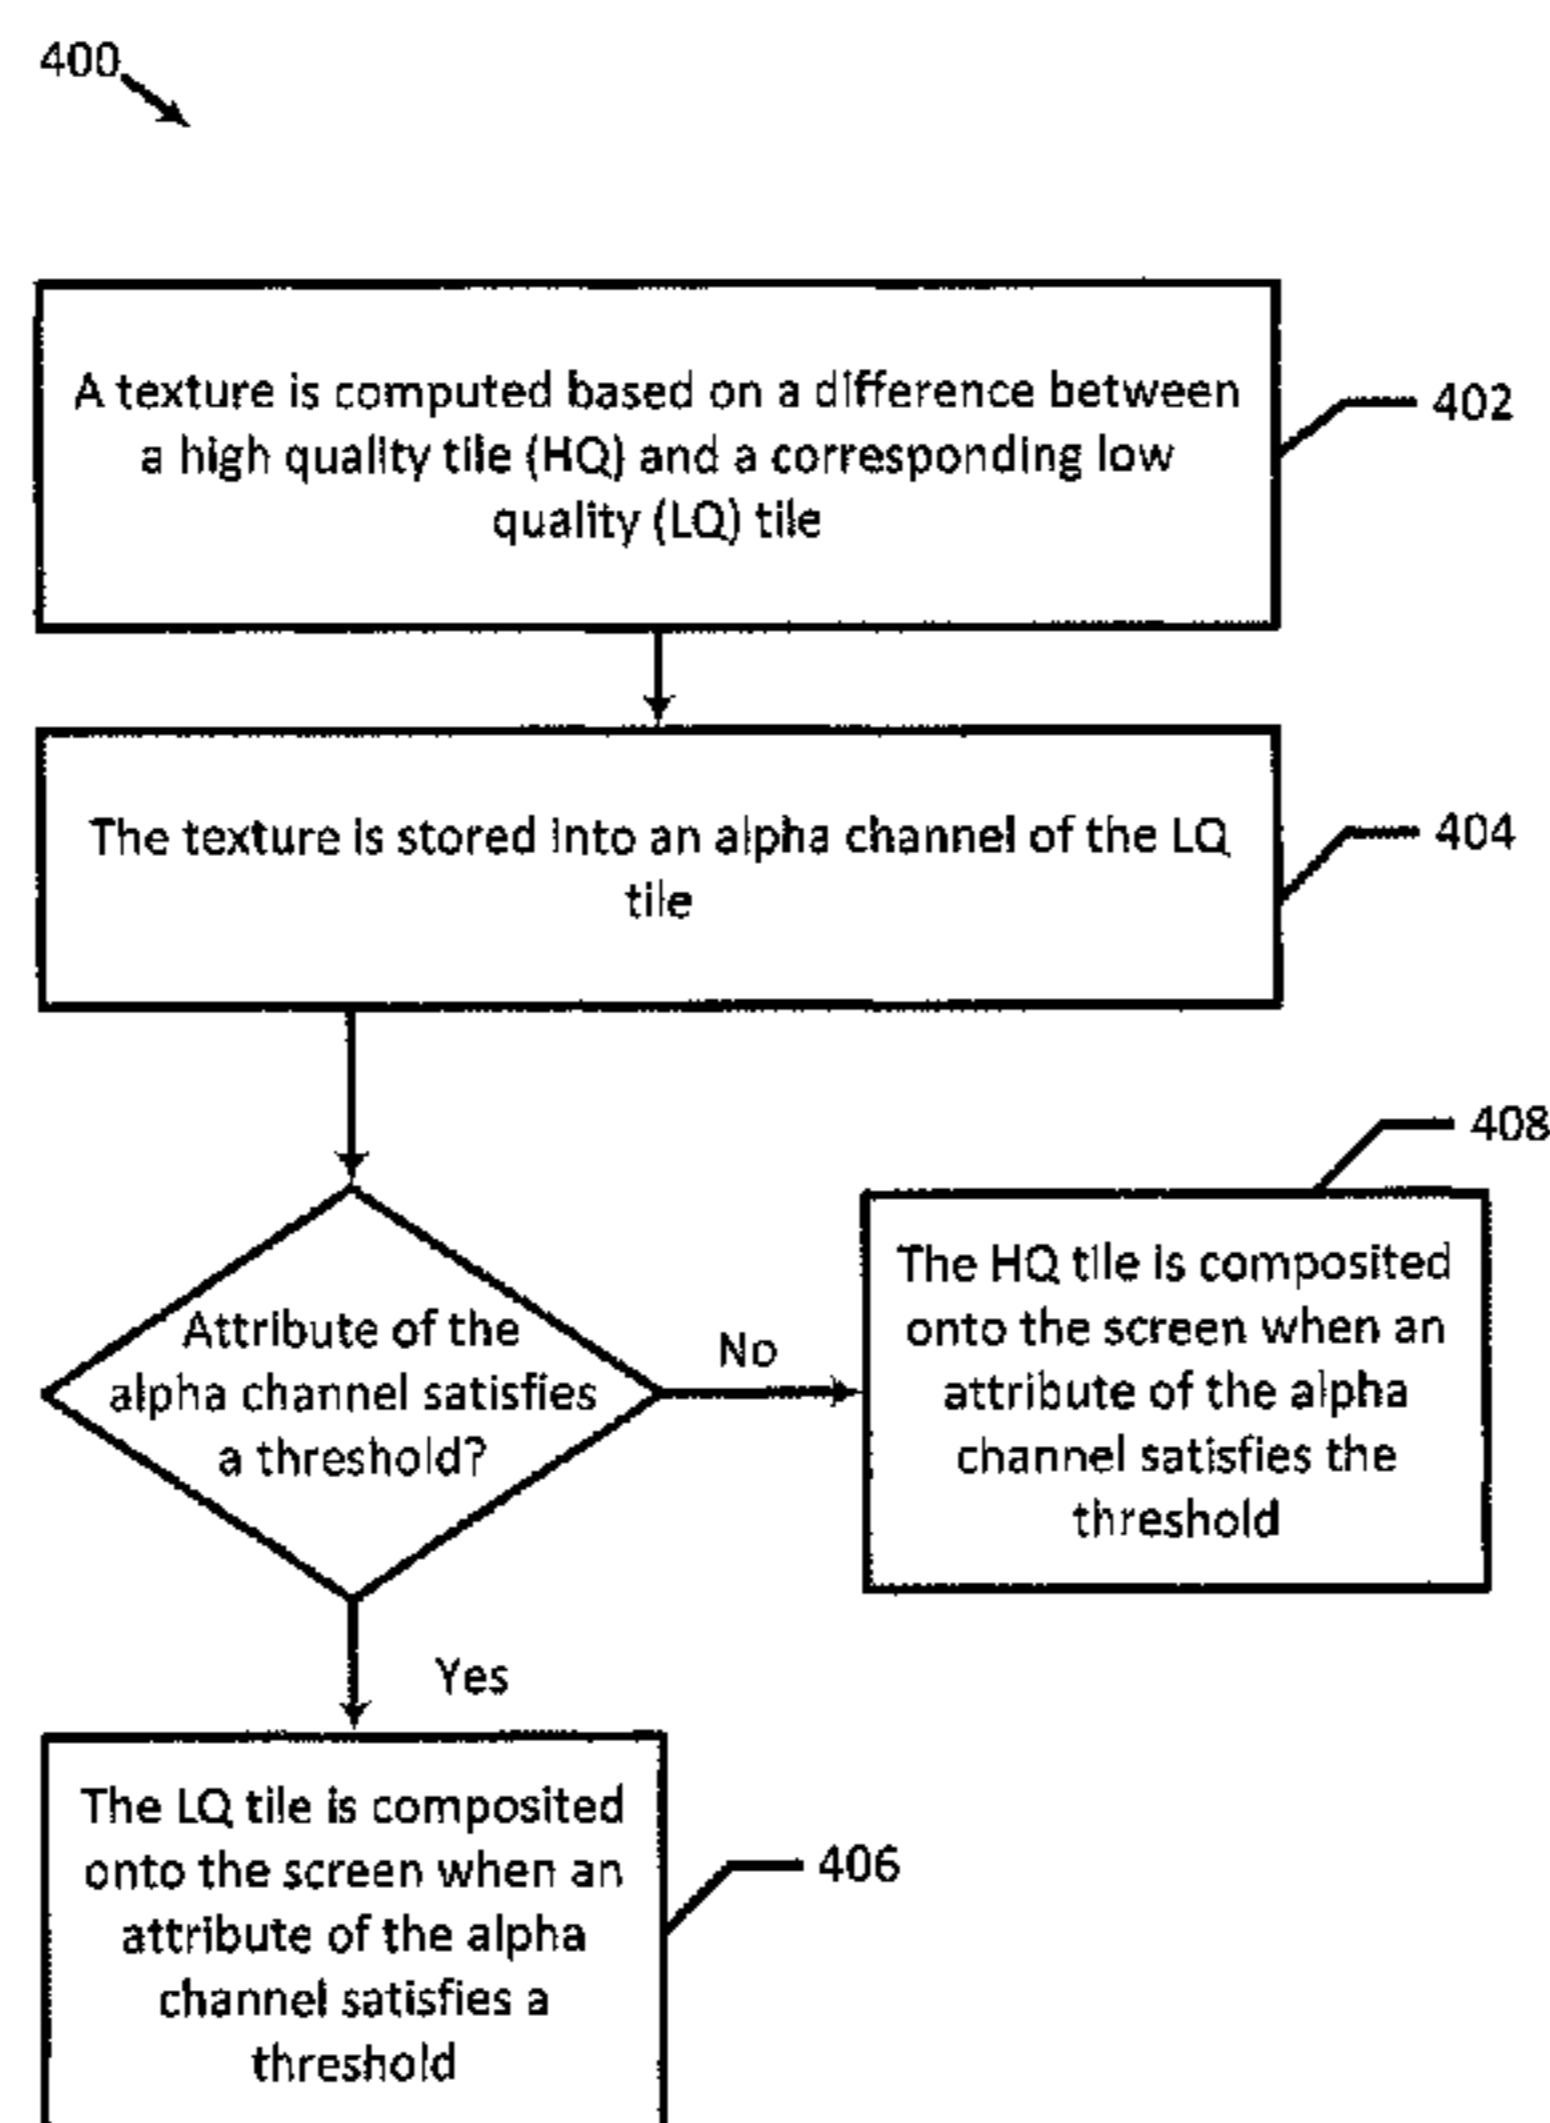 400
A texture is computed based on a difference between
a high quality tile (HQ) and a corresponding low
quality (LQ) tile
402
The texture is stored into an alpha channel of the LQ
tile
404
408
The HQ tile is composited
onto the screen when an
attribute of the alpha
channel satisfies the
threshold
Attribute of the
alpha channel satisfies
a threshold?
No
Yes
The LQ tile is composited
onto the screen when an
attribute of the alpha
channel satisfies a
threshold
406